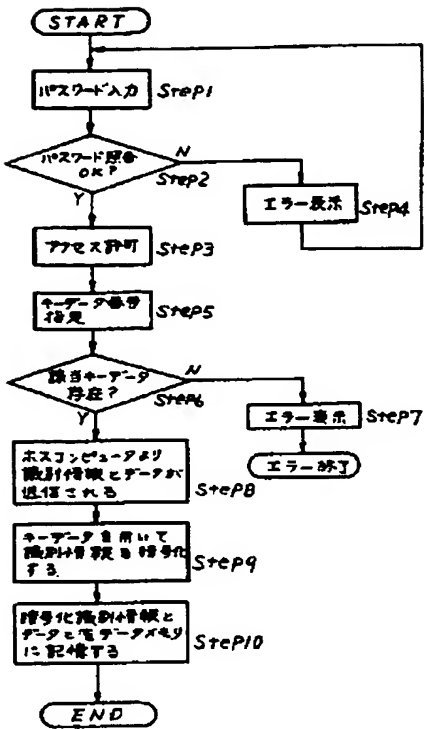 START
パスワード入力
Step1
パスワード照合
OK?
Step2
N
Y
エラー表示
Step4
アクセス許可
Step3
キーデータ番号
指定
Step5
該当キーデータ
存在?
Step6
N
Y
エラー表示
Step7
エラー終了
ホスコンピュータより
識別情報とデータが
送信される
Step8
キーデータを用いて
識別情報を暗号化
する
Step9
暗号化識別情報と
データとをデータメモリ
に記憶する
Step10
END